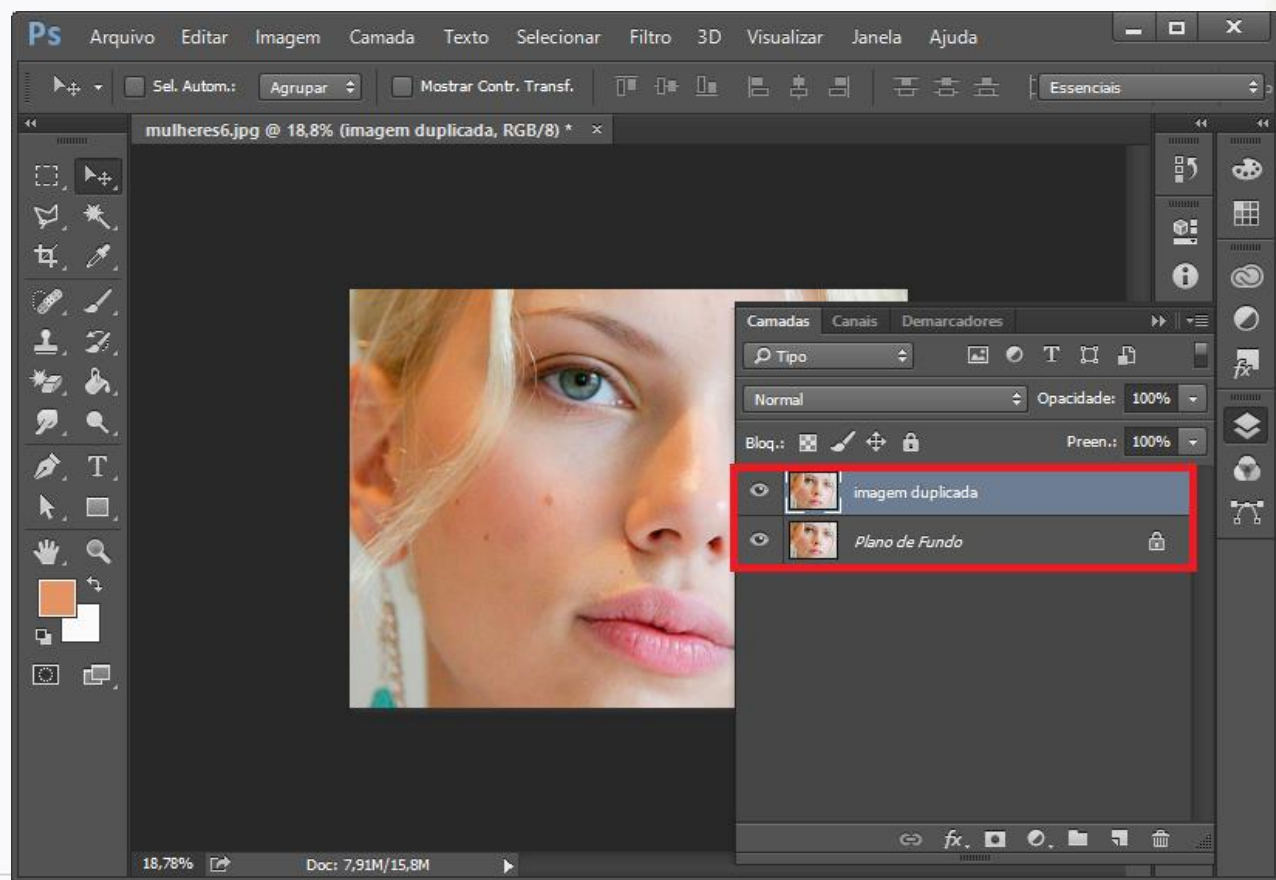 Ps Arquivo Editar Imagem Camada Texto Selecionar Filtro 3D Visualizar Janela Ajuda
Sel. Autom.: Agrupar Mostrar Contr. Transf. Essenciais
mulheres6.jpg @ 18,8% (imagem duplicada, RGB/8) * ×
Camadas Canais Demarcadores
Tipo
Normal Opacidade: 100%
Bloq.: Preen.: 100%
imagem duplicada
Plano de Fundo
18,78% Doc: 7,91M/15,8M